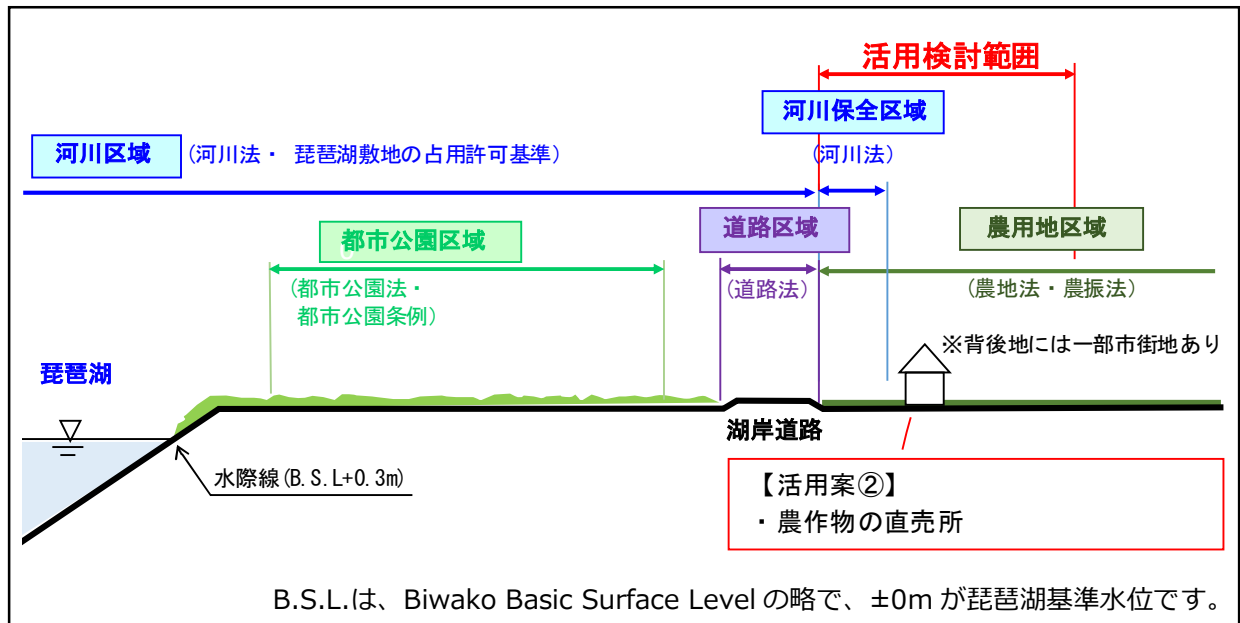 活用検討範囲
河川保全区域
河川区域 (河川法・ 琵琶湖敷地の占用許可基準)
(河川法)
都市公園区域
道路区域
農用地区域
(都市公園法・
都市公園条例)
(道路法)
(農地法・農振法)
※背後地には一部市街地あり
琵琶湖
湖岸道路
水際線(B.S.L+0.3m)
【活用案②】
・農作物の直売所
B.S.L.は、Biwako Basic Surface Level の略で、±0m が琵琶湖基準水位です。